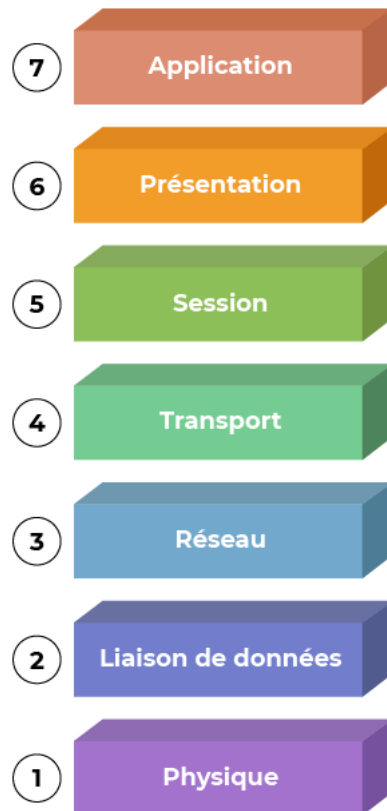 7 Application
6 Présentation
5 Session
4 Transport
3 Réseau
2 Liaison de données
1 Physique